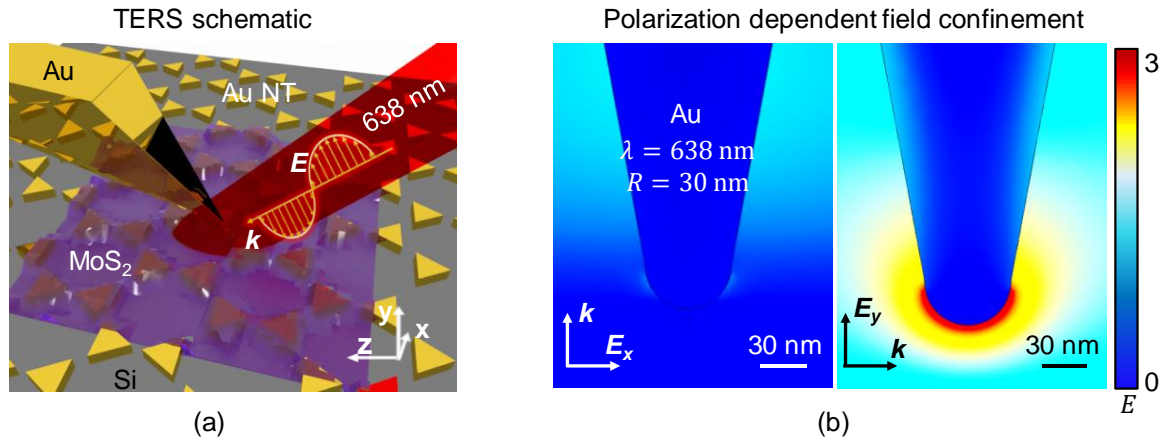 TERS schematic
Polarization dependent field confinement
Au
Au NT
638 nm
E
k
MoS₂
y
x
z
Si
(a)
Au
λ = 638 nm
R = 30 nm
k
Eₓ
30 nm
E_y
k
30 nm
3
0
E
(b)